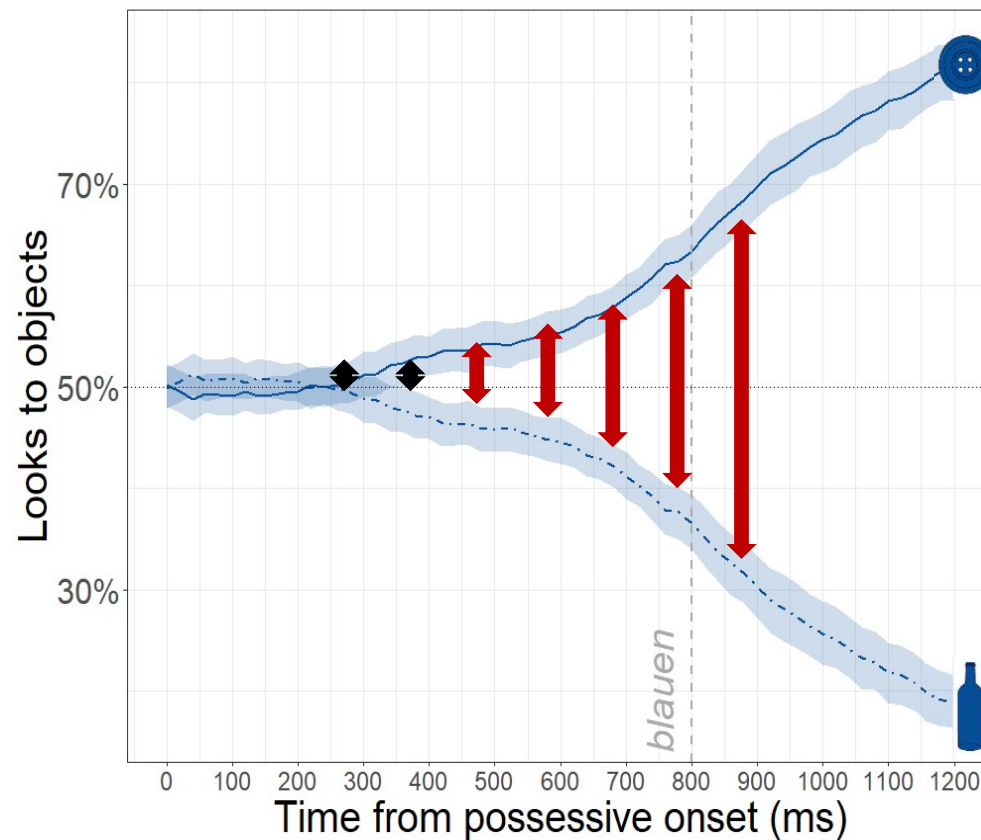 Looks to objects
70%
50%
30%
blauen
0 100 200 300 400 500 600 700 800 900 1000 1100 1200
Time from possessive onset (ms)